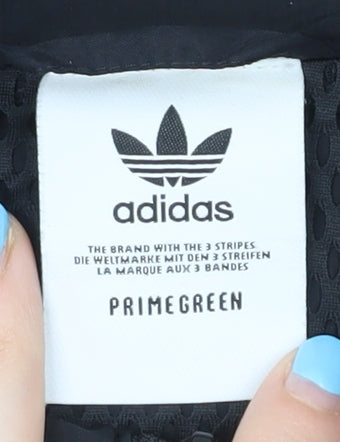 adidas
THE BRAND WITH THE 3 STRIPES
DIE WELTMARKE MIT DEN 3 STREIFEN
LA MARQUE AUX 3 BANDES
PRIMEGREEN